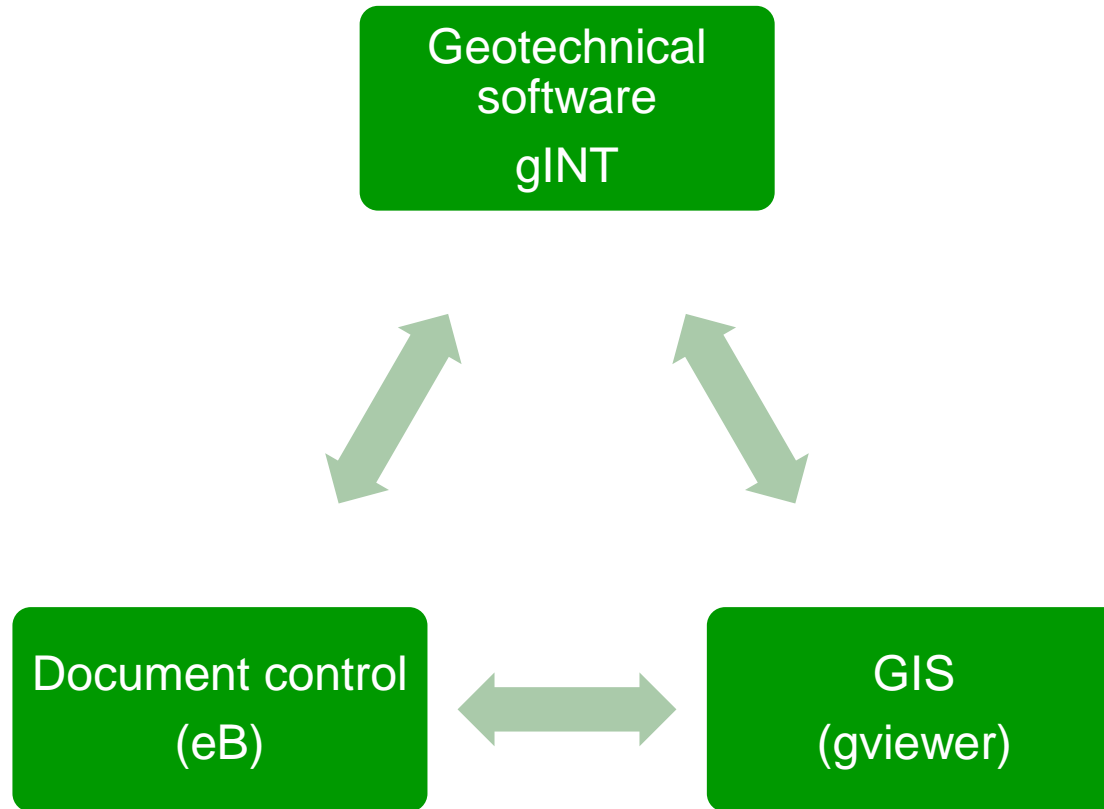 Geotechnical
software
gINT
Document control
(eB)
GIS
(gviewer)